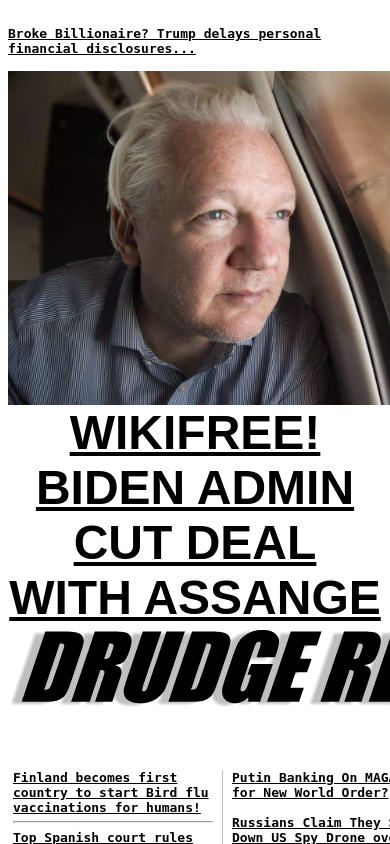 Broke Billionaire? Trump delays personal
financial disclosures...
WIKIFREE!
BIDEN ADMIN
CUT DEAL
WITH ASSANGE
DRUDGE
Finland becomes first
country to start Bird flu
vaccinations for humans!
Top Spanish court rules
Putin Banking On
for New World Order?
Russians Claim They
Down US Spy Drone